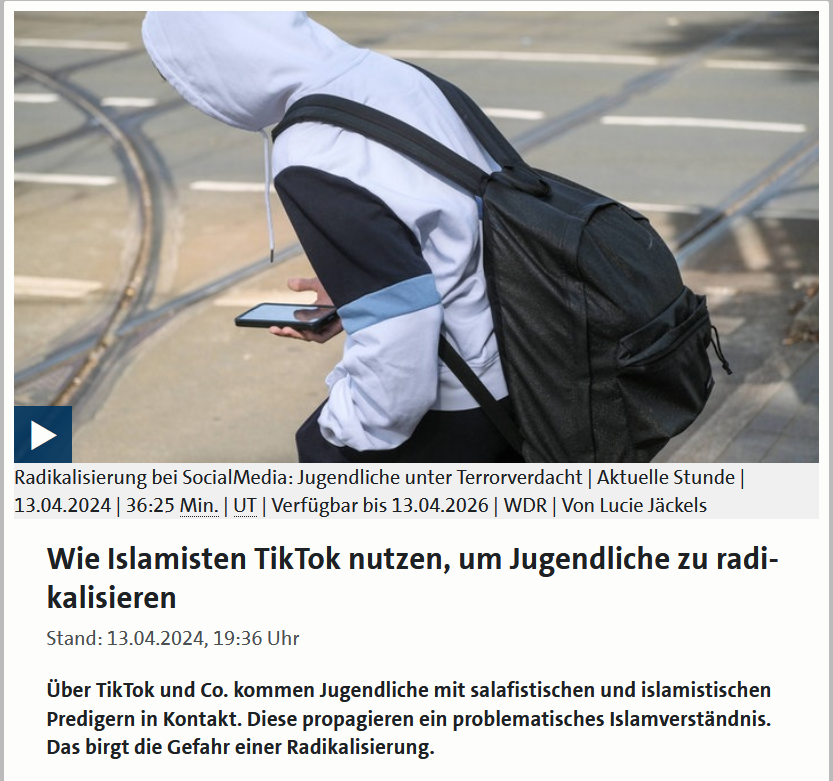 Radikalisierung bei SocialMedia: Jugendliche unter Terrorverdacht | Aktuelle Stunde |
13.04.2024 | 36:25 Min. | UT | Verfügbar bis 13.04.2026 | WDR | Von Lucie Jäckels
Wie Islamisten TikTok nutzen, um Jugendliche zu radi-
kalisieren
Stand: 13.04.2024, 19:36 Uhr
Über TikTok und Co. kommen Jugendliche mit salafistischen und islamistischen
Predigern in Kontakt. Diese propagieren ein problematisches Islamverständnis.
Das birgt die Gefahr einer Radikalisierung.